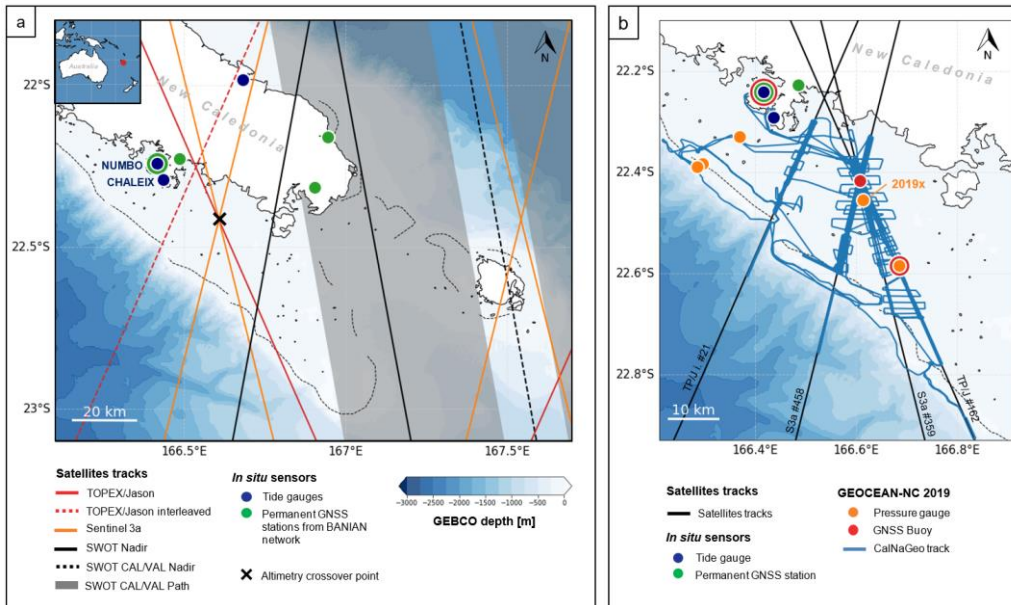 a
Australia
N
New Caledonia
22°S
NUMBO
CHALEIX
22.5°S
23°S
20 km
166.5°E
167°E
167.5°E
Satellites tracks
TOPEX/Jason
TOPEX/Jason interleaved
Sentinel 3a
SWOT Nadir
SWOT CAL/VAL Nadir
SWOT CAL/VAL Path
In situ sensors
Tide gauges
Permanent GNSS
stations from BANIAN
network
Altimetry crossover point
-3000 -2500 -2000 -1500 -1000 -500 0
GEBCO depth [m]
b
N
New Caledonia
22.2°S
22.4°S
2019x
22.6°S
22.8°S
TP/J i. #21
S3a #458
S3a #359
TP/J #162
10 km
166.4°E
166.6°E
166.8°E
Satellites tracks
Satellites tracks
In situ sensors
Tide gauge
Permanent GNSS station
GEOCEAN-NC 2019
Pressure gauge
GNSS Buoy
CalNaGeo track